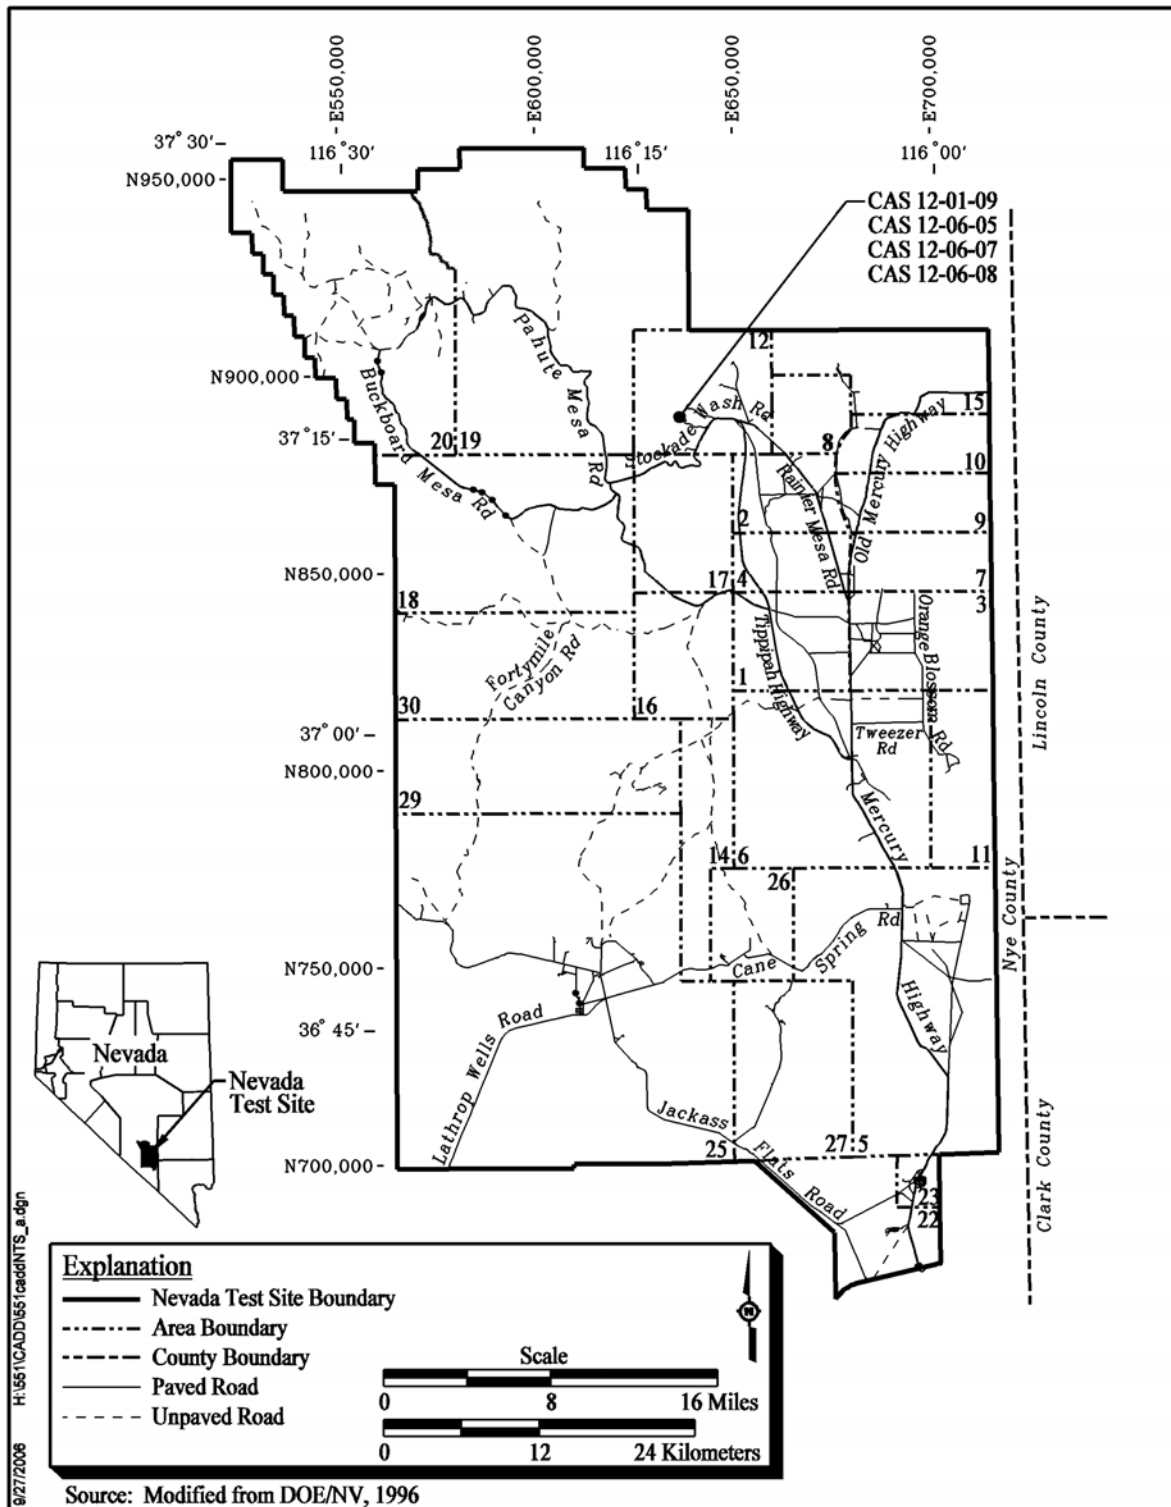 E550,000
E600,000
E650,000
E700,000
37° 30'
116° 30'
116° 15'
116° 00'
N950,000
CAS 12-01-09
CAS 12-06-05
CAS 12-06-07
CAS 12-06-08
12
Pahute Mesa Rd
N900,000
Buckboard Mesa Rd
Stockade Wash Rd
15
37° 15'
20
19
8
Old Mercury Highway
10
Rainier Mesa Rd
2
9
N850,000
17
4
7
18
3
Orange Blossom Rd
Lincoln County
Fortymile
Canyon Rd
Tippipah Highway
1
30
16
37° 00'
Tweezer
Rd
N800,000
29
Mercury
14
6
11
26
Nye County
Rd
Spring
Cane
N750,000
Highway
36° 45'
Lathrop Wells Road
Nevada
Nevada
Test Site
Jackass Flats Road
Clark County
25
27
5
N700,000
23
22
Explanation
Nevada Test Site Boundary
Area Boundary
County Boundary
Paved Road
Unpaved Road
N
Scale
0 8 16 Miles
0 12 24 Kilometers
9/27/2006 H:\551\CADD\551caddNTS_a.dgn
Source: Modified from DOE/NV, 1996